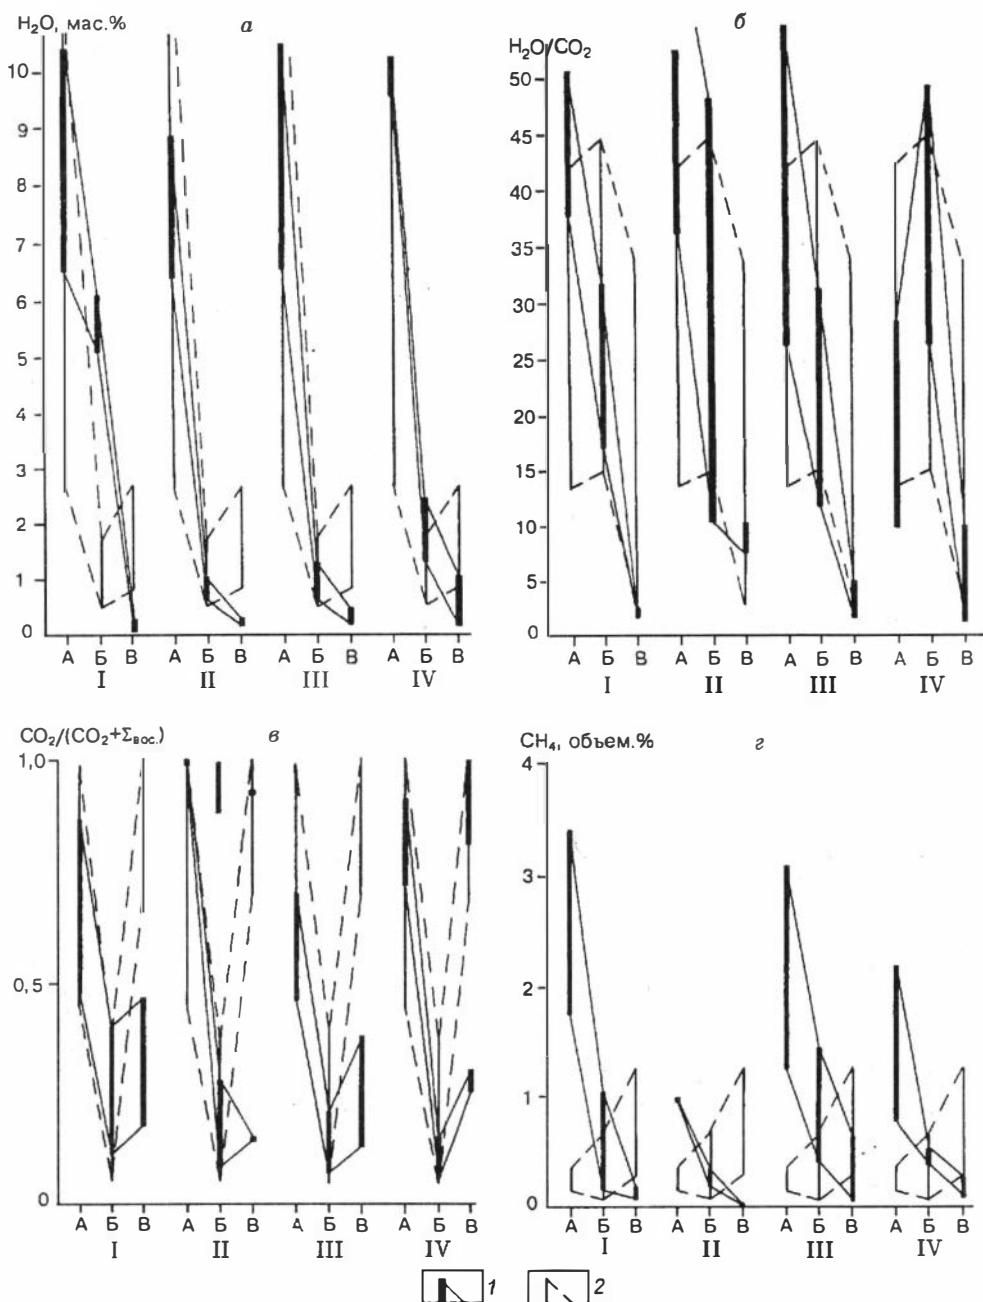 H₂O, мас.%
а
10
9
8
7
6
5
4
3
2
1
0
А Б В А Б В А Б В А Б В
I II III IV
H₂O/CO₂
б
50
45
40
35
30
25
20
15
10
5
0
А Б В А Б В А Б В А Б В
I II III IV
CO₂/(CO₂+Σвос.)
в
1,0
0,5
0
А Б В А Б В А Б В А Б В
I II III IV
CH₄, объем.%
г
4
3
2
1
0
А Б В А Б В А Б В А Б В
I II III IV
1 2